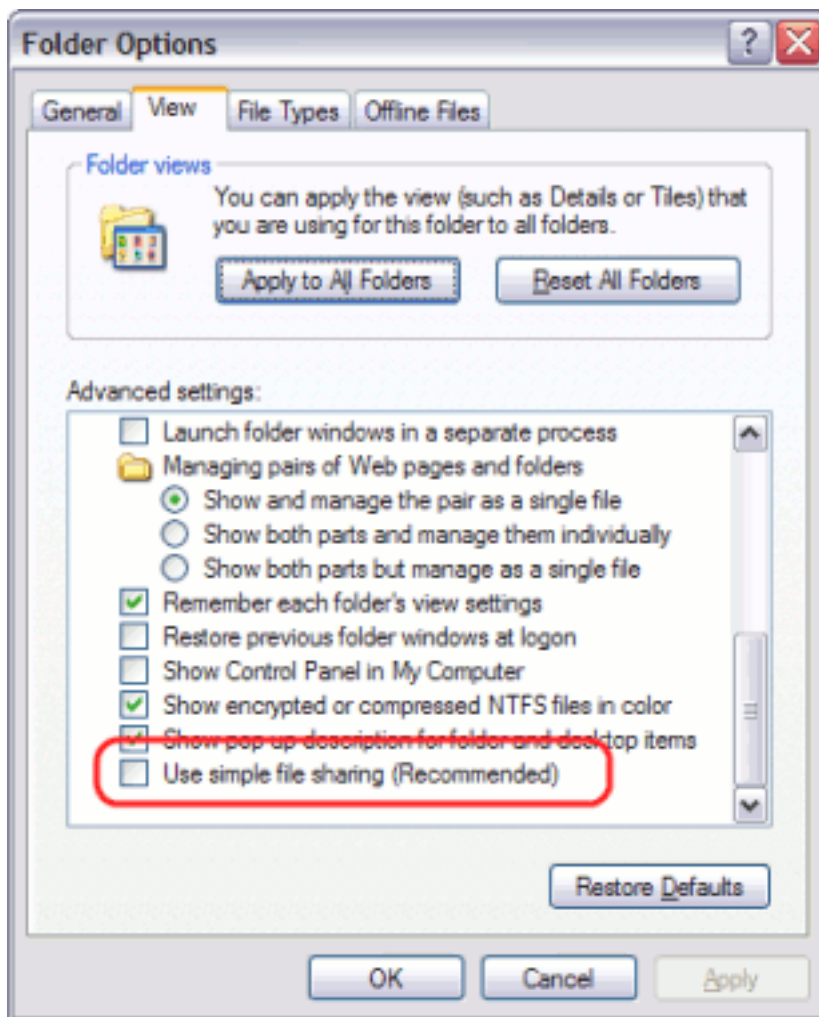 Folder Options
General View File Types Offline Files
Folder views
You can apply the view (such as Details or Tiles) that
you are using for this folder to all folders.
Apply to All Folders Reset All Folders
Advanced settings:
Launch folder windows in a separate process
Managing pairs of Web pages and folders
Show and manage the pair as a single file
Show both parts and manage them individually
Show both parts but manage as a single file
Remember each folder's view settings
Restore previous folder windows at logon
Show Control Panel in My Computer
Show encrypted or compressed NTFS files in color
Show pop up description for folder and desktop items
Use simple file sharing (Recommended)
Restore Defaults
OK Cancel Apply